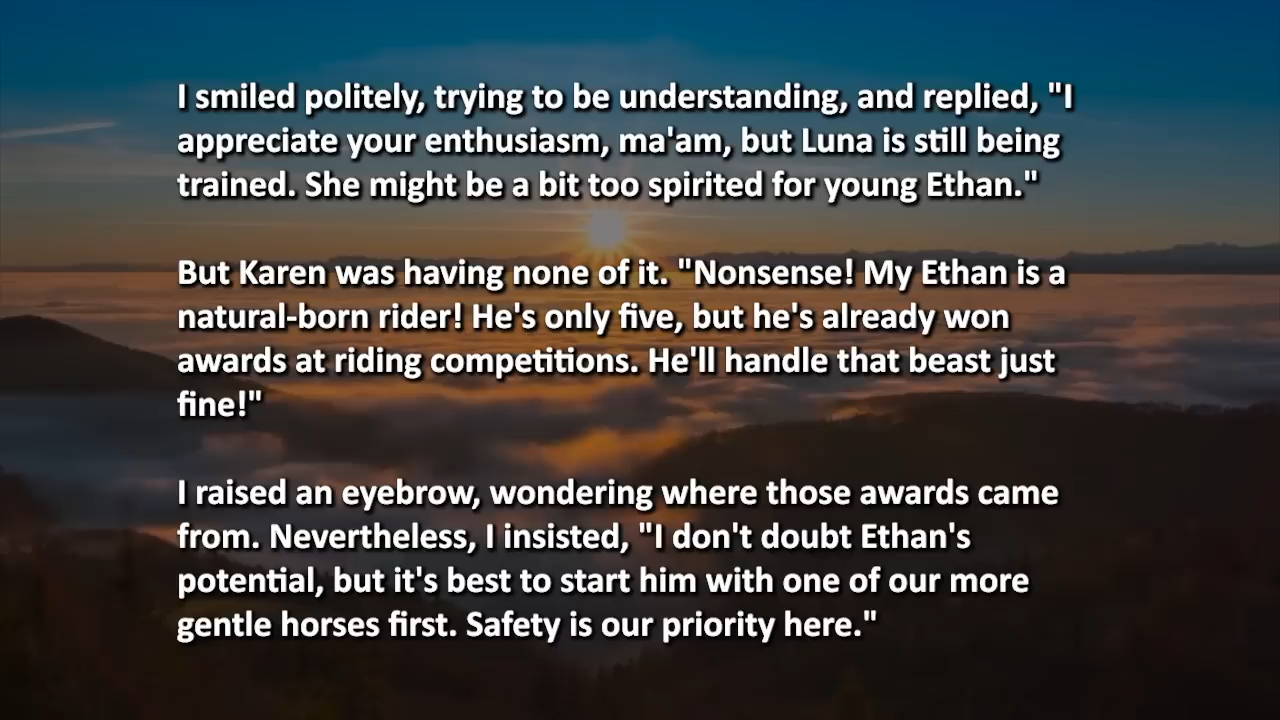 I smiled politely, trying to be understanding, and replied, "I
appreciate your enthusiasm, ma'am, but Luna is still being
trained. She might be a bit too spirited for young Ethan."
But Karen was having none of it. "Nonsense! My Ethan is a
natural-born rider! He's only five, but he's already won
awards at riding competitions. He'll handle that beast just
fine!"
I raised an eyebrow, wondering where those awards came
from. Nevertheless, I insisted, "I don't doubt Ethan's
potential, but it's best to start him with one of our more
gentle horses first. Safety is our priority here."